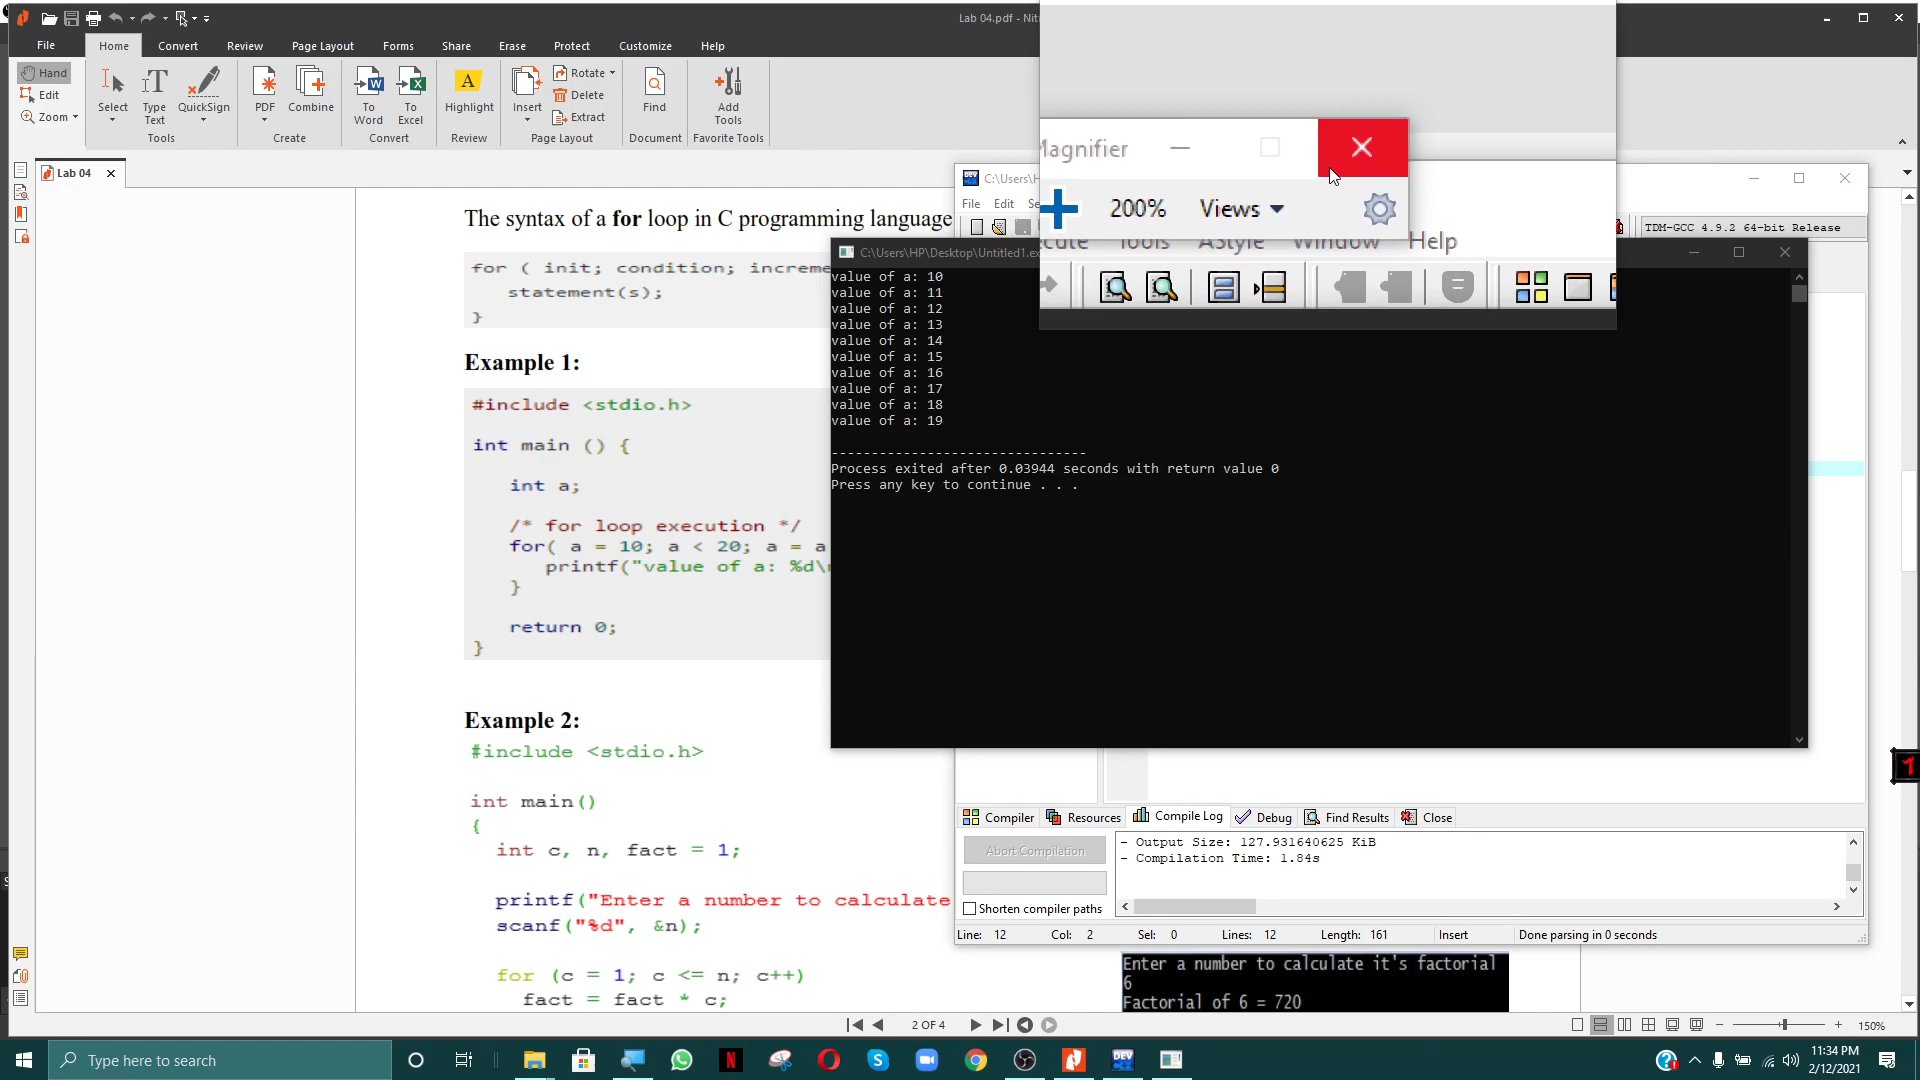 Lab 04.pdf - Nit
File Home Convert Review Page Layout Forms Share Erase Protect Customize Help
Hand
Edit
Zoom
Select
Type Text
QuickSign
Tools
PDF
Combine
Create
To Word
To Excel
Convert
Highlight
Review
Insert
Rotate
Delete
Extract
Page Layout
Find
Document
Add Tools
Favorite Tools
Lab 04
The syntax of a for loop in C programming language
for ( init; condition; increme
statement(s);
}
Example 1:
#include <stdio.h>
int main () {
int a;
/* for loop execution */
for( a = 10; a < 20; a = a
printf("value of a: %d\
}
return 0;
}
Example 2:
#include <stdio.h>
int main()
{
int c, n, fact = 1;
printf("Enter a number to calculate
scanf("%d", &n);
for (c = 1; c <= n; c++)
fact = fact * c;
Magnifier
200% Views
Tools AStyle Window Help
C:\Users\H
File Edit Se
TDM-GCC 4.9.2 64-bit Release
C:\Users\HP\Desktop\Untitled1.ex
value of a: 10
value of a: 11
value of a: 12
value of a: 13
value of a: 14
value of a: 15
value of a: 16
value of a: 17
value of a: 18
value of a: 19
--------------------------------
Process exited after 0.03944 seconds with return value 0
Press any key to continue . . .
Compiler Resources Compile Log Debug Find Results Close
Abort Compilation
Shorten compiler paths
- Output Size: 127.931640625 KiB
- Compilation Time: 1.84s
Line: 12 Col: 2 Sel: 0 Lines: 12 Length: 161 Insert Done parsing in 0 seconds
Enter a number to calculate it's factorial
6
Factorial of 6 = 720
2 OF 4
150%
Type here to search
11:34 PM
2/12/2021